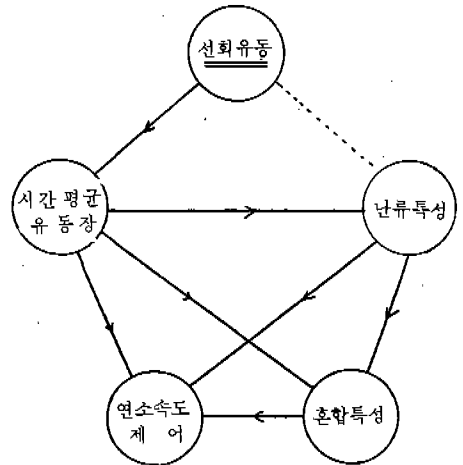 선회유동
시간 평균
유 동 장
난류특성
연소속도
제 어
혼합특성